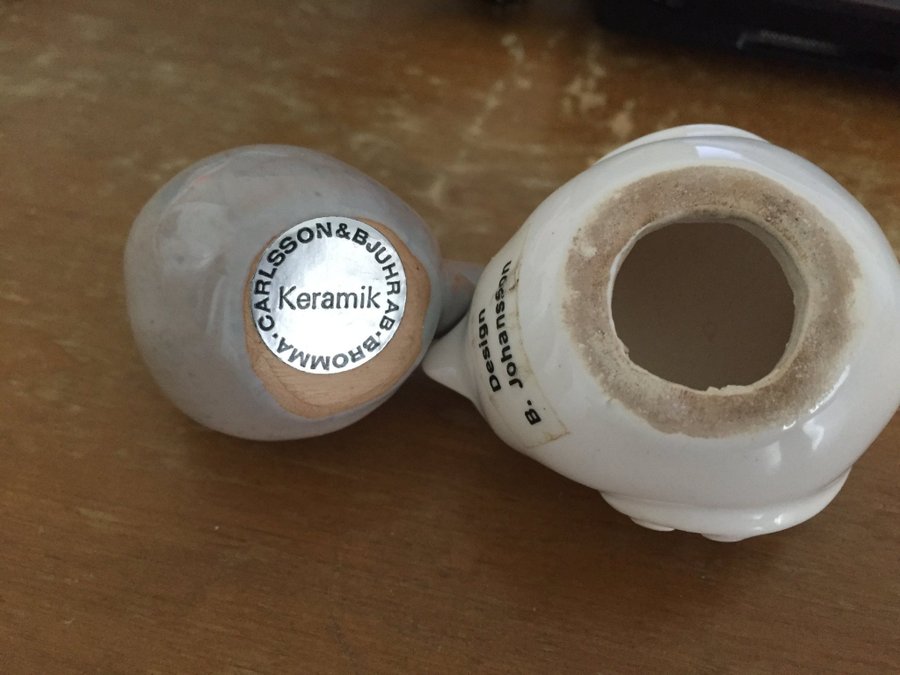 CARLSSON & BJUHR AB · BROMMA ·
Keramik
Design
B. Johansson